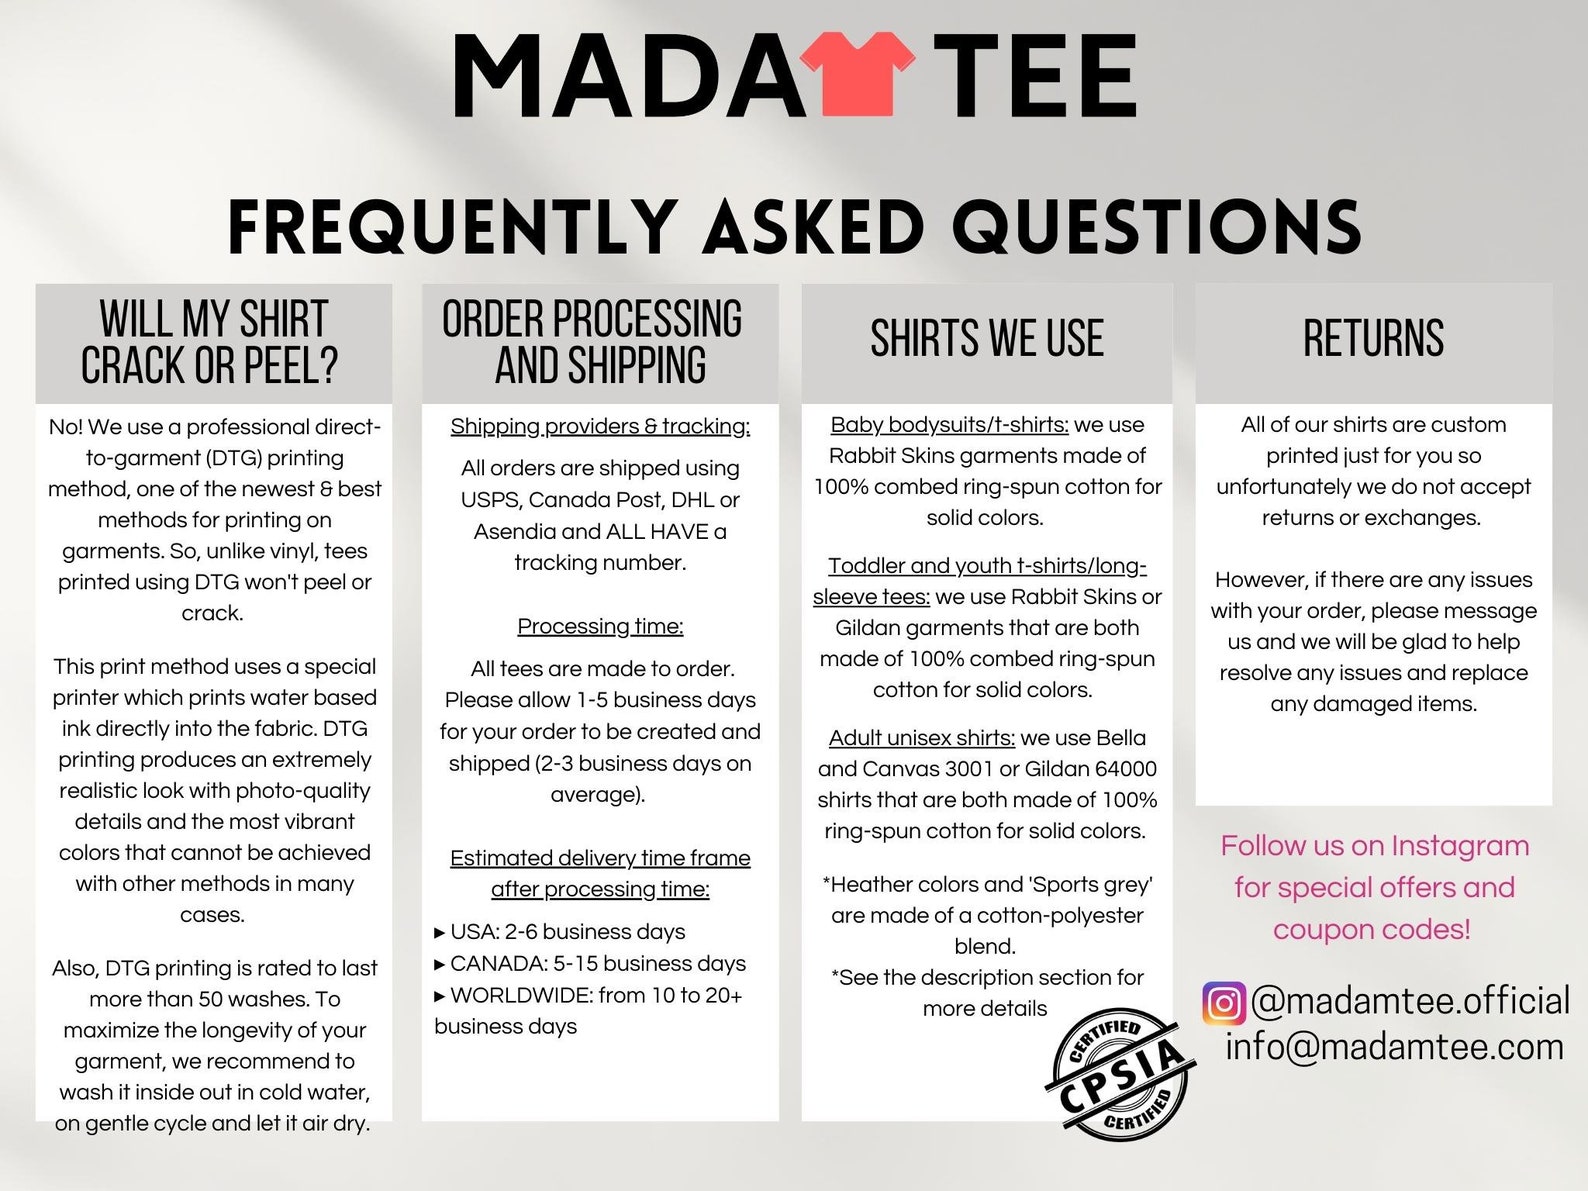 MADA TEE
FREQUENTLY ASKED QUESTIONS
WILL MY SHIRT
CRACK OR PEEL?
No! We use a professional direct-
to-garment (DTG) printing
method, one of the newest & best
methods for printing on
garments. So, unlike vinyl, tees
printed using DTG won't peel or
crack.
This print method uses a special
printer which prints water based
ink directly into the fabric. DTG
printing produces an extremely
realistic look with photo-quality
details and the most vibrant
colors that cannot be achieved
with other methods in many
cases.
Also, DTG printing is rated to last
more than 50 washes. To
maximize the longevity of your
garment, we recommend to
wash it inside out in cold water,
on gentle cycle and let it air dry.
ORDER PROCESSING
AND SHIPPING
Shipping providers & tracking:
All orders are shipped using
USPS, Canada Post, DHL or
Asendia and ALL HAVE a
tracking number.
Processing time:
All tees are made to order.
Please allow 1-5 business days
for your order to be created and
shipped (2-3 business days on
average).
Estimated delivery time frame
after processing time:
▸ USA: 2-6 business days
▸ CANADA: 5-15 business days
▸ WORLDWIDE: from 10 to 20+
business days
SHIRTS WE USE
Baby bodysuits/t-shirts: we use
Rabbit Skins garments made of
100% combed ring-spun cotton for
solid colors.
Toddler and youth t-shirts/long-
sleeve tees: we use Rabbit Skins or
Gildan garments that are both
made of 100% combed ring-spun
cotton for solid colors.
Adult unisex shirts: we use Bella
and Canvas 3001 or Gildan 64000
shirts that are both made of 100%
ring-spun cotton for solid colors.
*Heather colors and 'Sports grey'
are made of a cotton-polyester
blend.
*See the description section for
more details
CERTIFIED
CPSIA
CERTIFIED
RETURNS
All of our shirts are custom
printed just for you so
unfortunately we do not accept
returns or exchanges.
However, if there are any issues
with your order, please message
us and we will be glad to help
resolve any issues and replace
any damaged items.
Follow us on Instagram
for special offers and
coupon codes!
@madamtee.official
info@madamtee.com